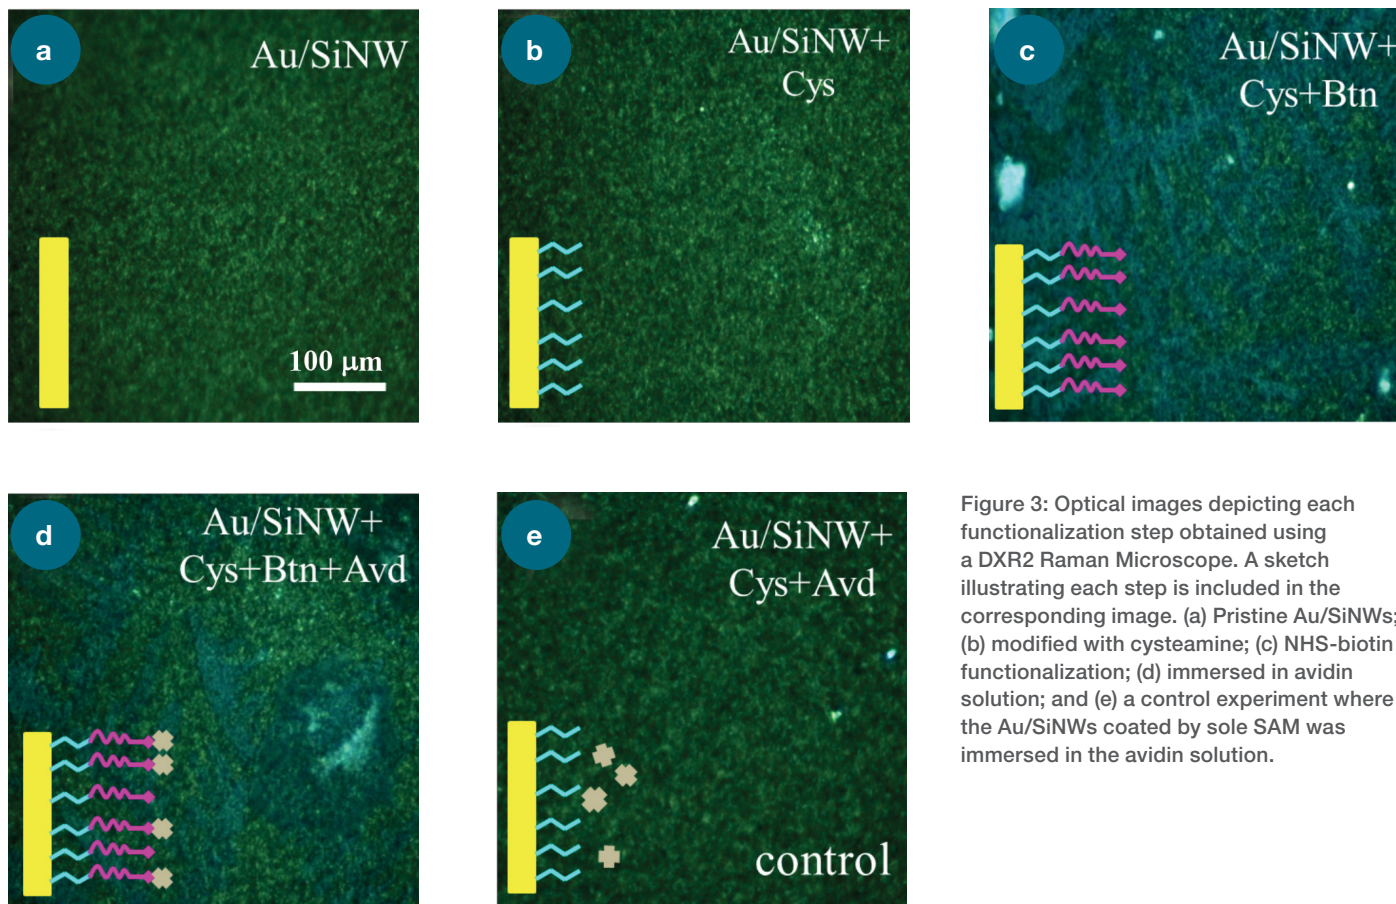 a
Au/SiNW
100 μm
b
Au/SiNW+
Cys
c
Au/SiNW+
Cys+Btn
d
Au/SiNW+
Cys+Btn+Avd
e
Au/SiNW+
Cys+Avd
control
Figure 3: Optical images depicting each
functionalization step obtained using
a DXR2 Raman Microscope. A sketch
illustrating each step is included in the
corresponding image. (a) Pristine Au/SiNWs;
(b) modified with cysteamine; (c) NHS-biotin
functionalization; (d) immersed in avidin
solution; and (e) a control experiment where
the Au/SiNWs coated by sole SAM was
immersed in the avidin solution.